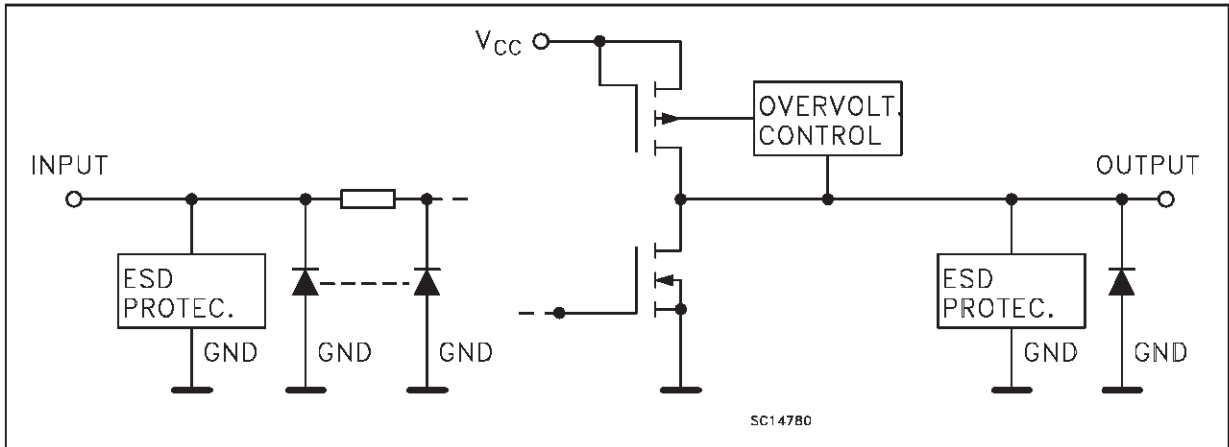 VCC
OVERVOLT.
CONTROL
INPUT
OUTPUT
ESD
PROTEC.
ESD
PROTEC.
GND
GND
GND
GND
GND
SC14780